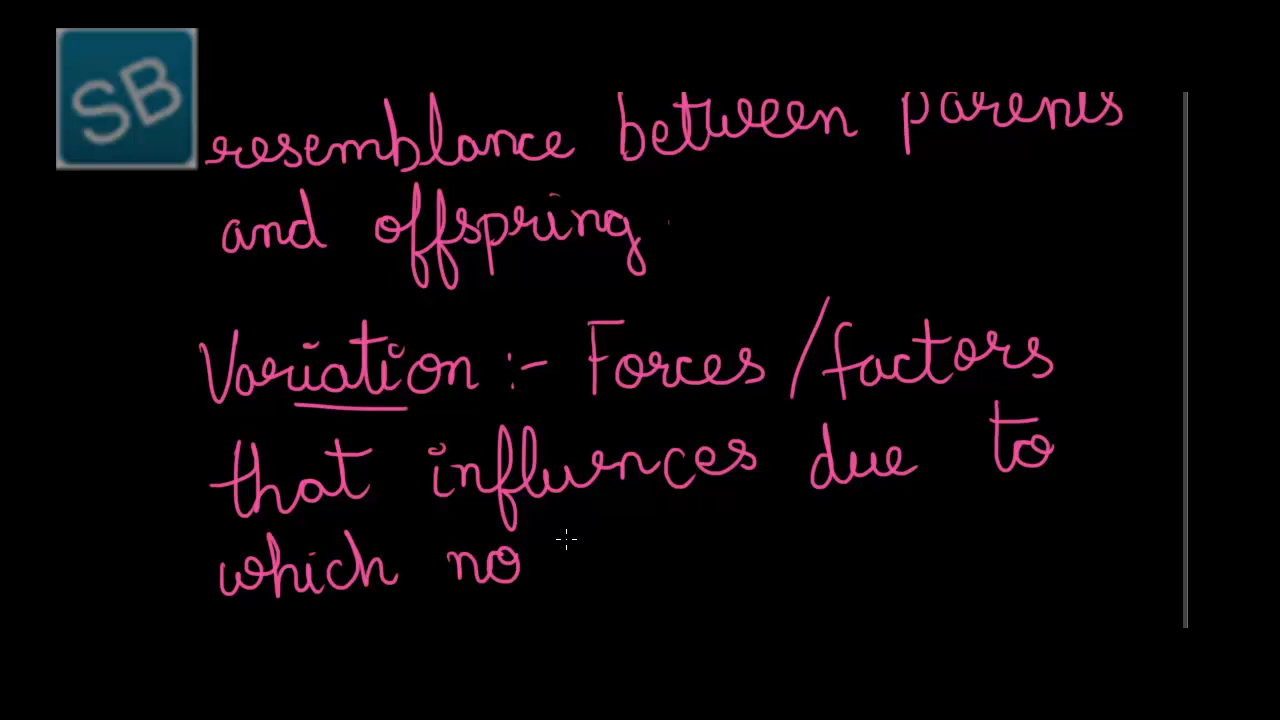 SB
resemblance between parents
and offspring.
Variation :- Forces/factors
that influences due to
which no